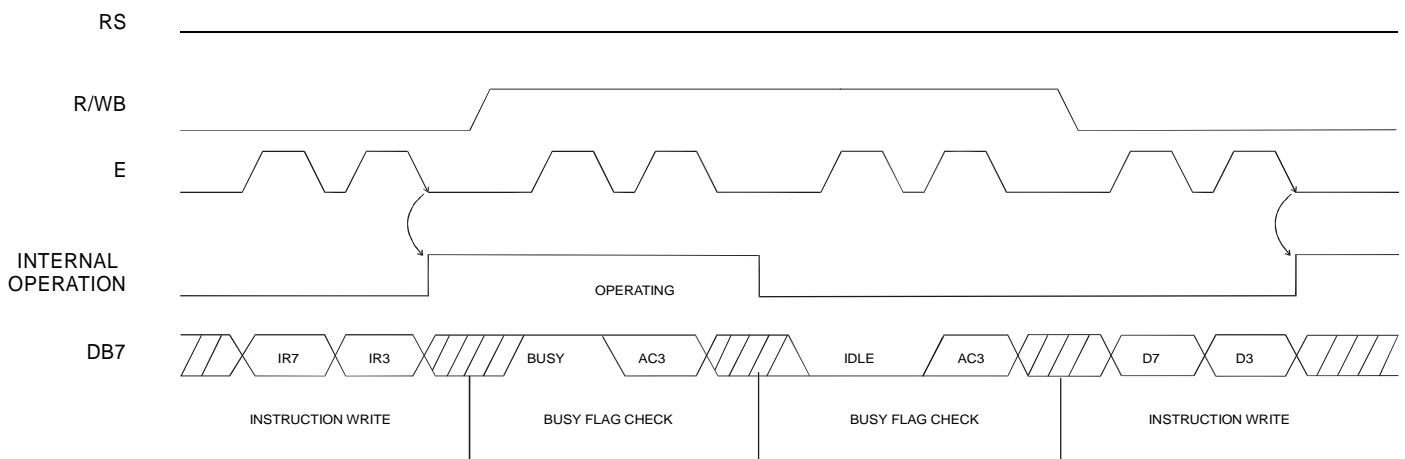 RS
R/WB
E
INTERNAL
OPERATION
OPERATING
DB7
IR7 IR3 BUSY AC3 IDLE AC3 D7 D3
INSTRUCTION WRITE BUSY FLAG CHECK BUSY FLAG CHECK INSTRUCTION WRITE